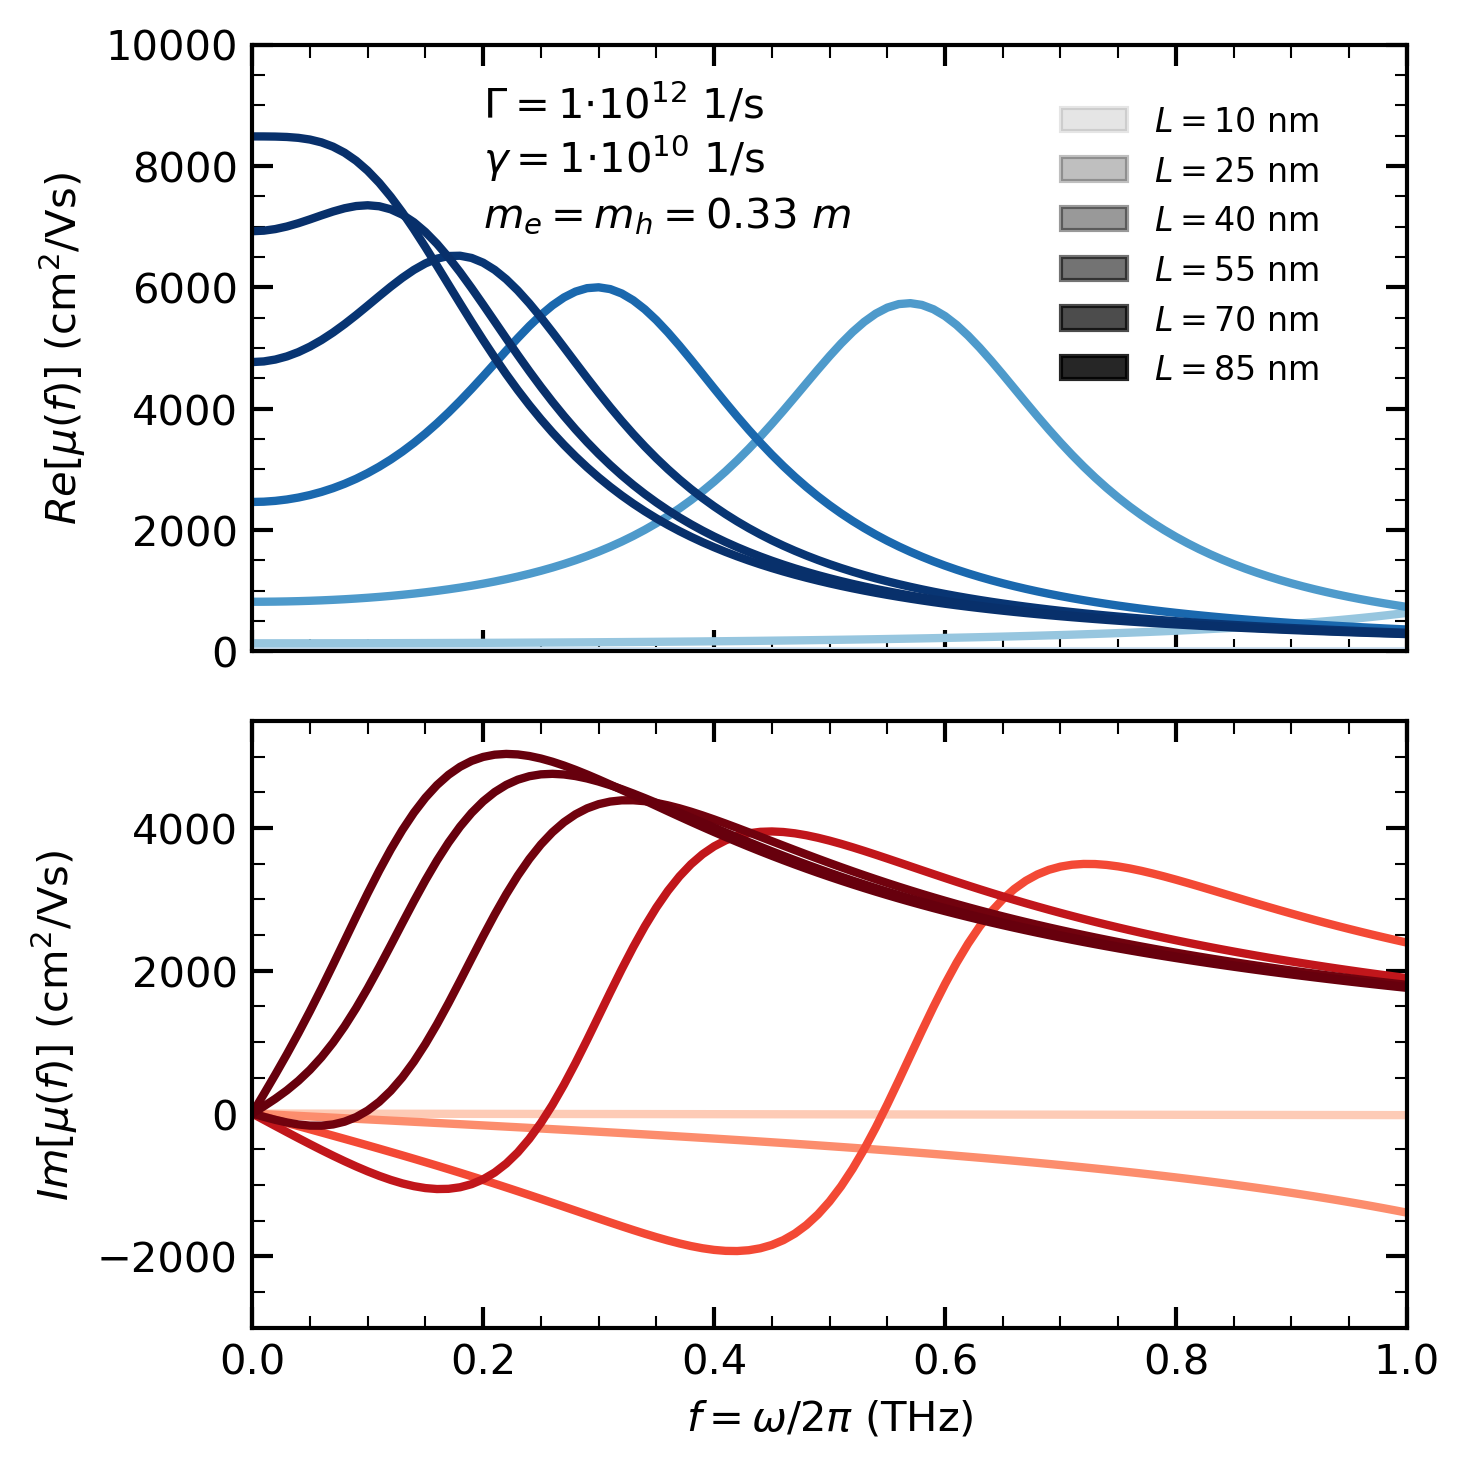 10000
8000
6000
4000
2000
0
Re[μ(f)] (cm²/Vs)
Γ = 1·10¹² 1/s
γ = 1·10¹⁰ 1/s
mₑ = mₕ = 0.33 m
L = 10 nm
L = 25 nm
L = 40 nm
L = 55 nm
L = 70 nm
L = 85 nm
4000
2000
0
−2000
Im[μ(f)] (cm²/Vs)
0.0 0.2 0.4 0.6 0.8 1.0
f = ω/2π (THz)